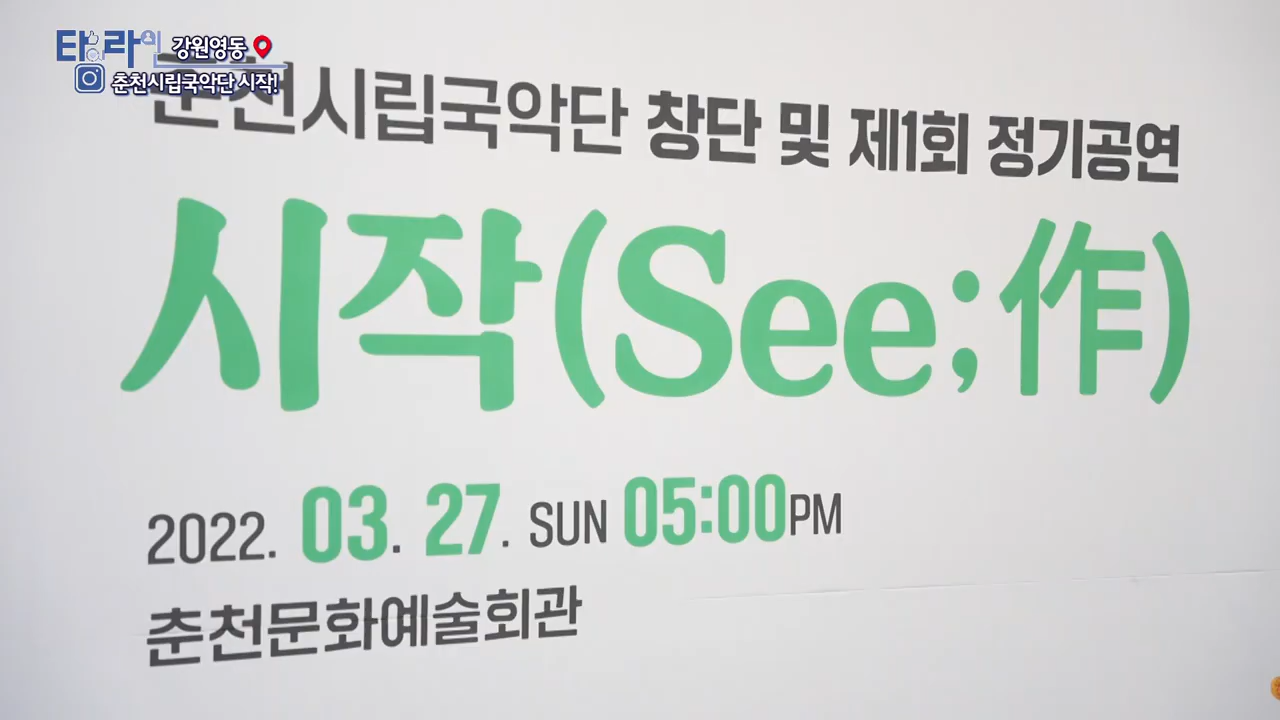 타임라인 강원영동
춘천시립국악단 시작!
춘천시립국악단 창단 및 제1회 정기공연
시작(See;作)
2022. 03. 27. SUN 05:00PM
춘천문화예술회관